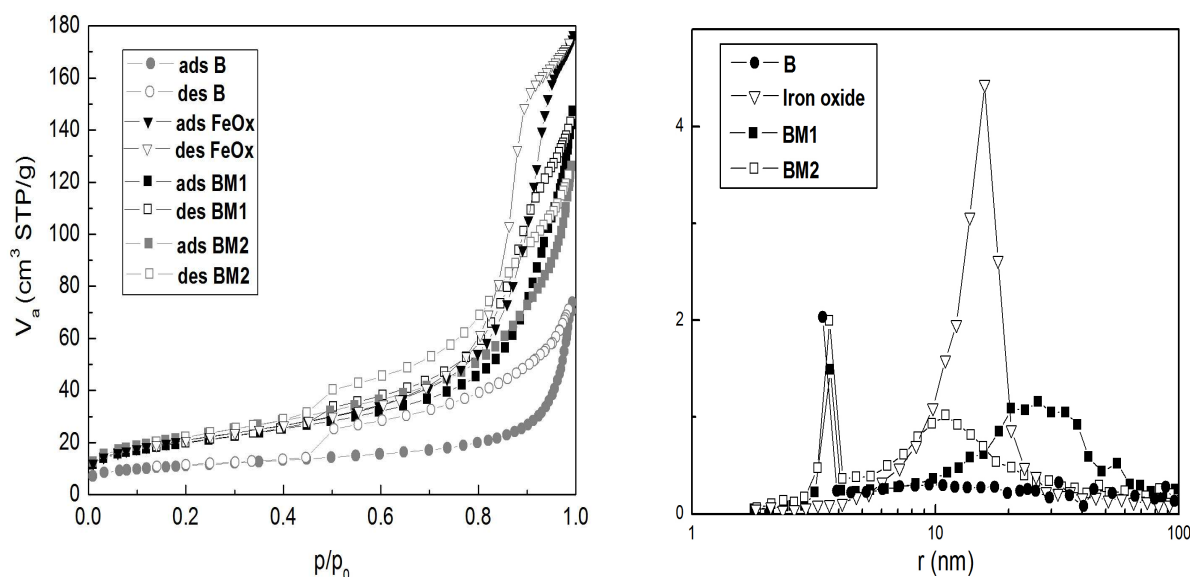 180
160
140
120
100
80
60
40
20
0
V_a (cm³ STP/g)
ads B
des B
ads FeOx
des FeOx
ads BM1
des BM1
ads BM2
des BM2
0.0
0.2
0.4
0.6
0.8
1.0
p/p₀
4
2
0
B
Iron oxide
BM1
BM2
1
10
100
r (nm)